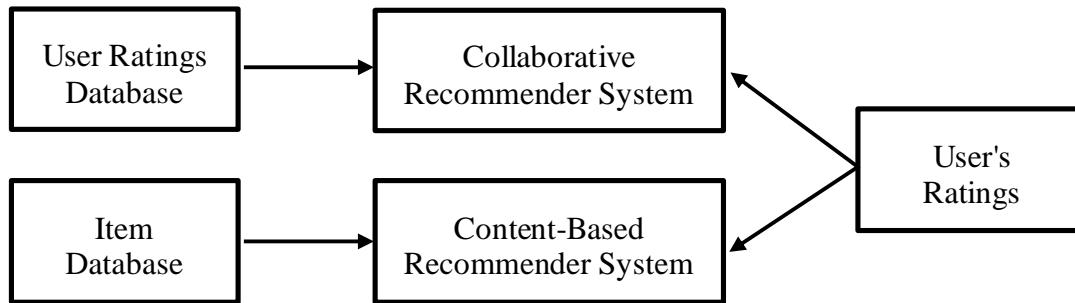 User Ratings
Database
Collaborative
Recommender System
User's
Ratings
Item
Database
Content-Based
Recommender System